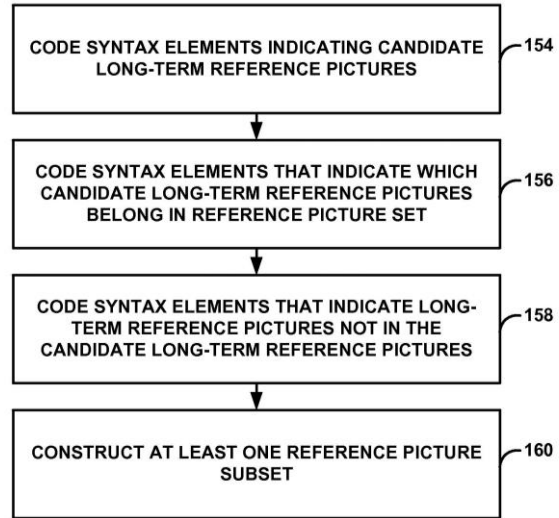 CODE SYNTAX ELEMENTS INDICATING CANDIDATE
LONG-TERM REFERENCE PICTURES
154
CODE SYNTAX ELEMENTS THAT INDICATE WHICH
CANDIDATE LONG-TERM REFERENCE PICTURES
BELONG IN REFERENCE PICTURE SET
156
CODE SYNTAX ELEMENTS THAT INDICATE LONG-
TERM REFERENCE PICTURES NOT IN THE
CANDIDATE LONG-TERM REFERENCE PICTURES
158
CONSTRUCT AT LEAST ONE REFERENCE PICTURE
SUBSET
160